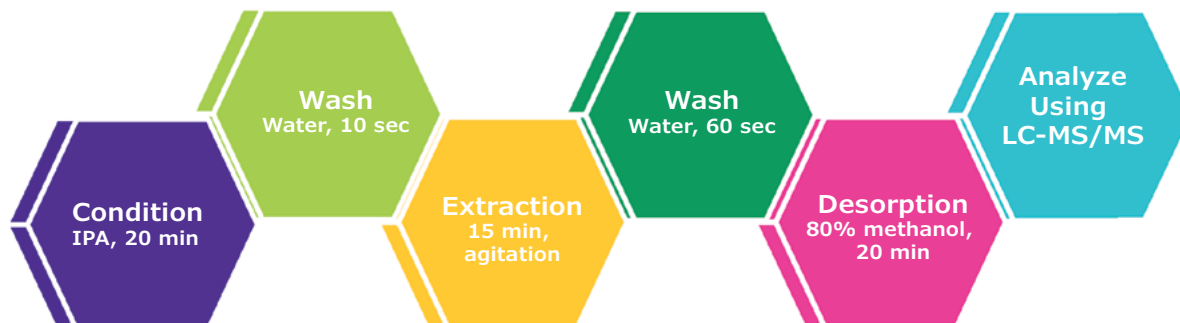 Condition
IPA, 20 min
Wash
Water, 10 sec
Extraction
15 min,
agitation
Wash
Water, 60 sec
Desorption
80% methanol,
20 min
Analyze
Using
LC-MS/MS